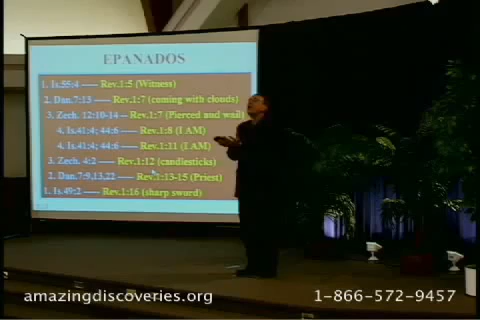 EPANADOS
1. Is.55:4 ---- Rev.1:5 (Witness)
2. Dan.7:13 ---- Rev.1:7 (coming with clouds)
3. Zech. 12:10-14 -- Rev.1:7 (Pierced and wail)
4. Is.41:4; 44:6 ---- Rev.1:8 (I AM)
4. Is.41:4; 44:6 ---- Rev.1:11 (I AM)
3. Zech. 4:2 ---- Rev.1:12 (candlesticks)
2. Dan.7:9,13,22 ---- Rev.1:13-15 (Priest)
1. Is.49:2 ---- Rev.1:16 (sharp sword)
amazingdiscoveries.org 1-866-572-9457